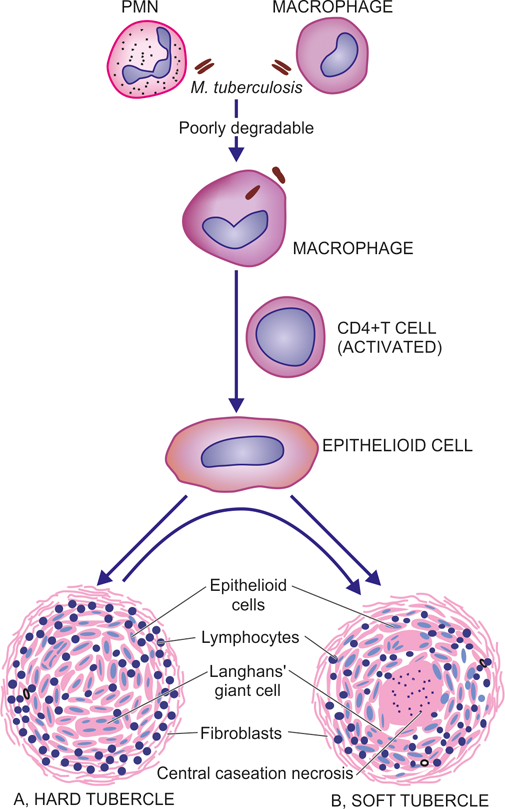 PMN
MACROPHAGE
M. tuberculosis
Poorly degradable
MACROPHAGE
CD4+T CELL
(ACTIVATED)
EPITHELIOID CELL
Epithelioid
cells
Lymphocytes
Langhans'
giant cell
Fibroblasts
Central caseation necrosis
A, HARD TUBERCLE
B, SOFT TUBERCLE